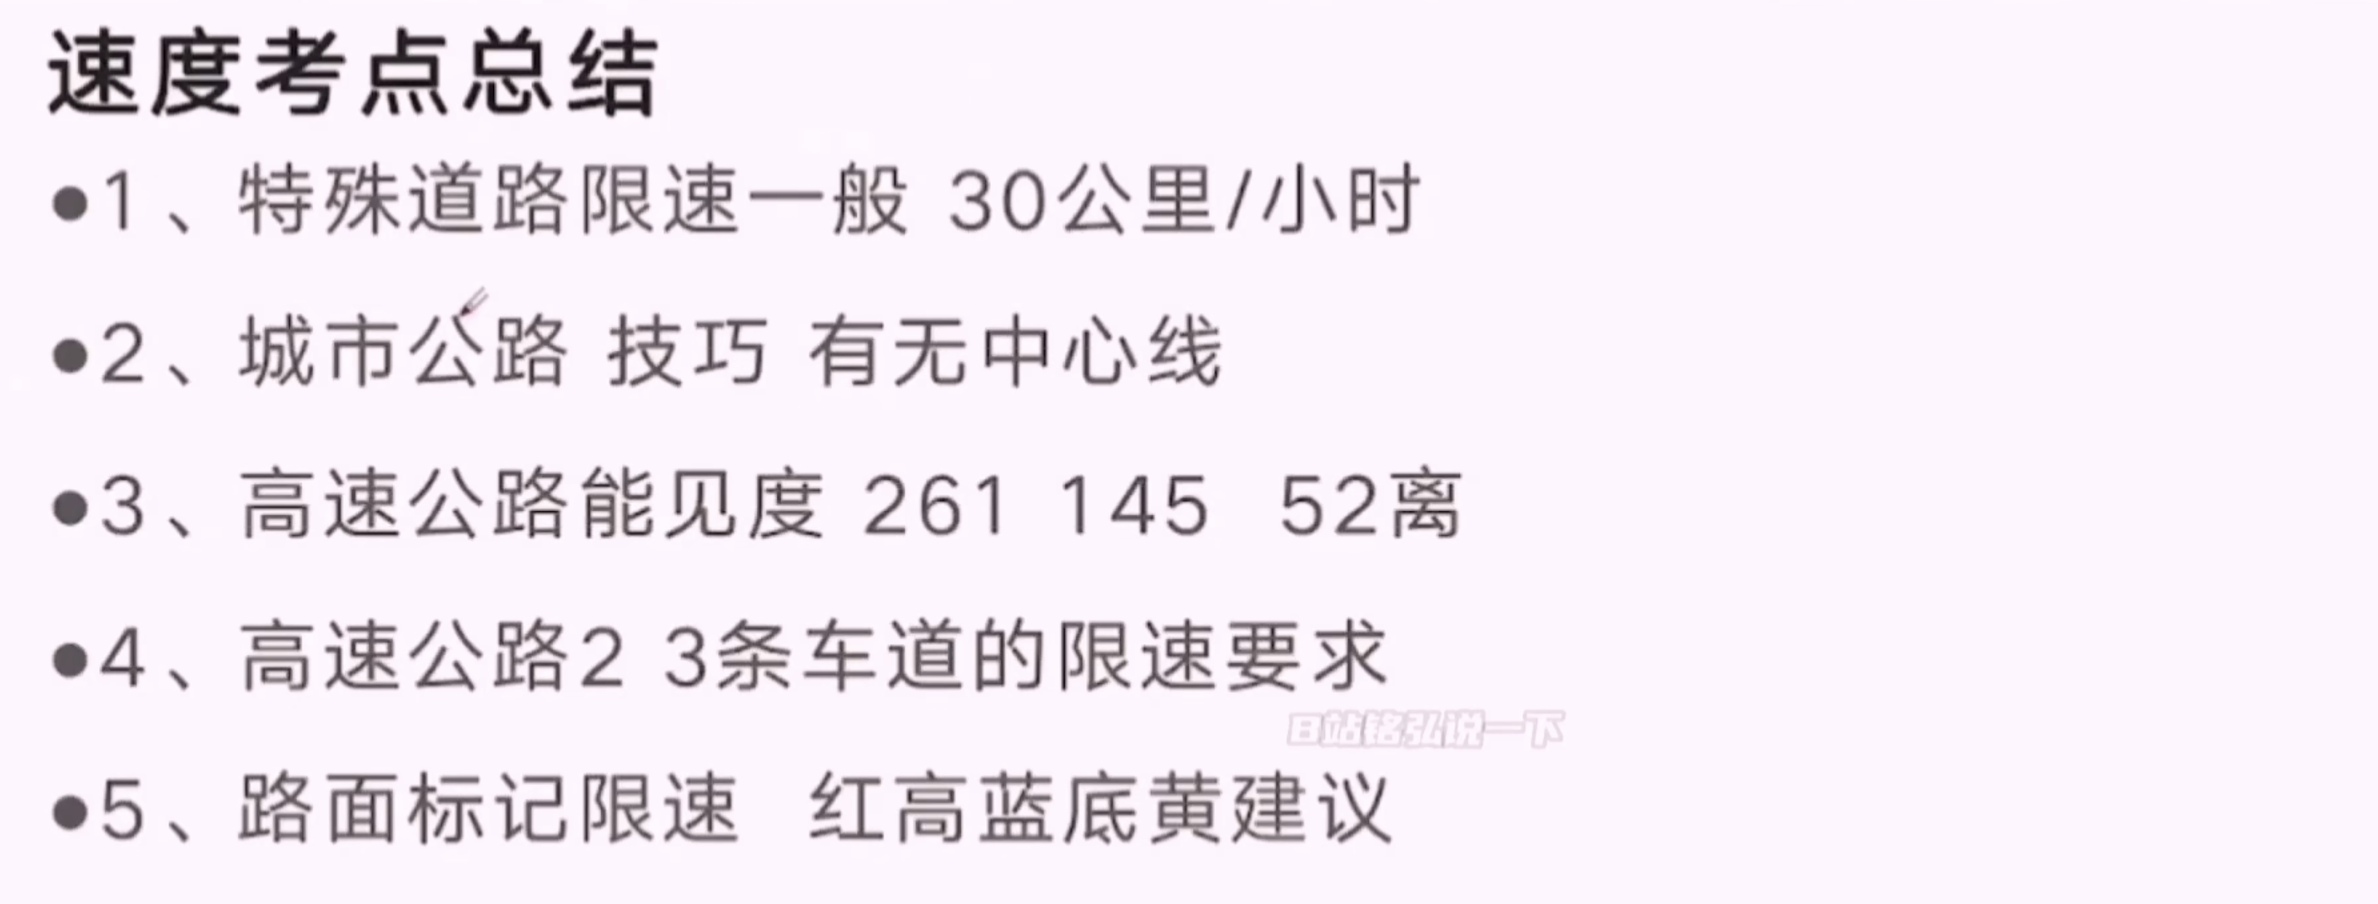 速度考点总结
●1、特殊道路限速一般 30公里/小时
●2、城市公路 技巧 有无中心线
●3、高速公路能见度 261 145 52离
●4、高速公路2 3条车道的限速要求
日站铭弘说一下
●5、路面标记限速 红高蓝底黄建议